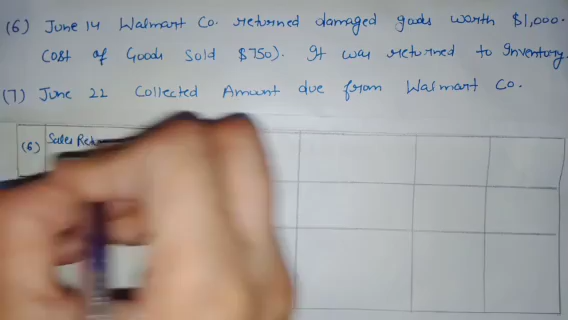 (6) June 14 Walmart Co. returned damaged goods worth $1,000.
Cost of Goods Sold $750). It was returned to Inventory.
(7) June 22 Collected Amount due from Walmart Co.
(6) Sales